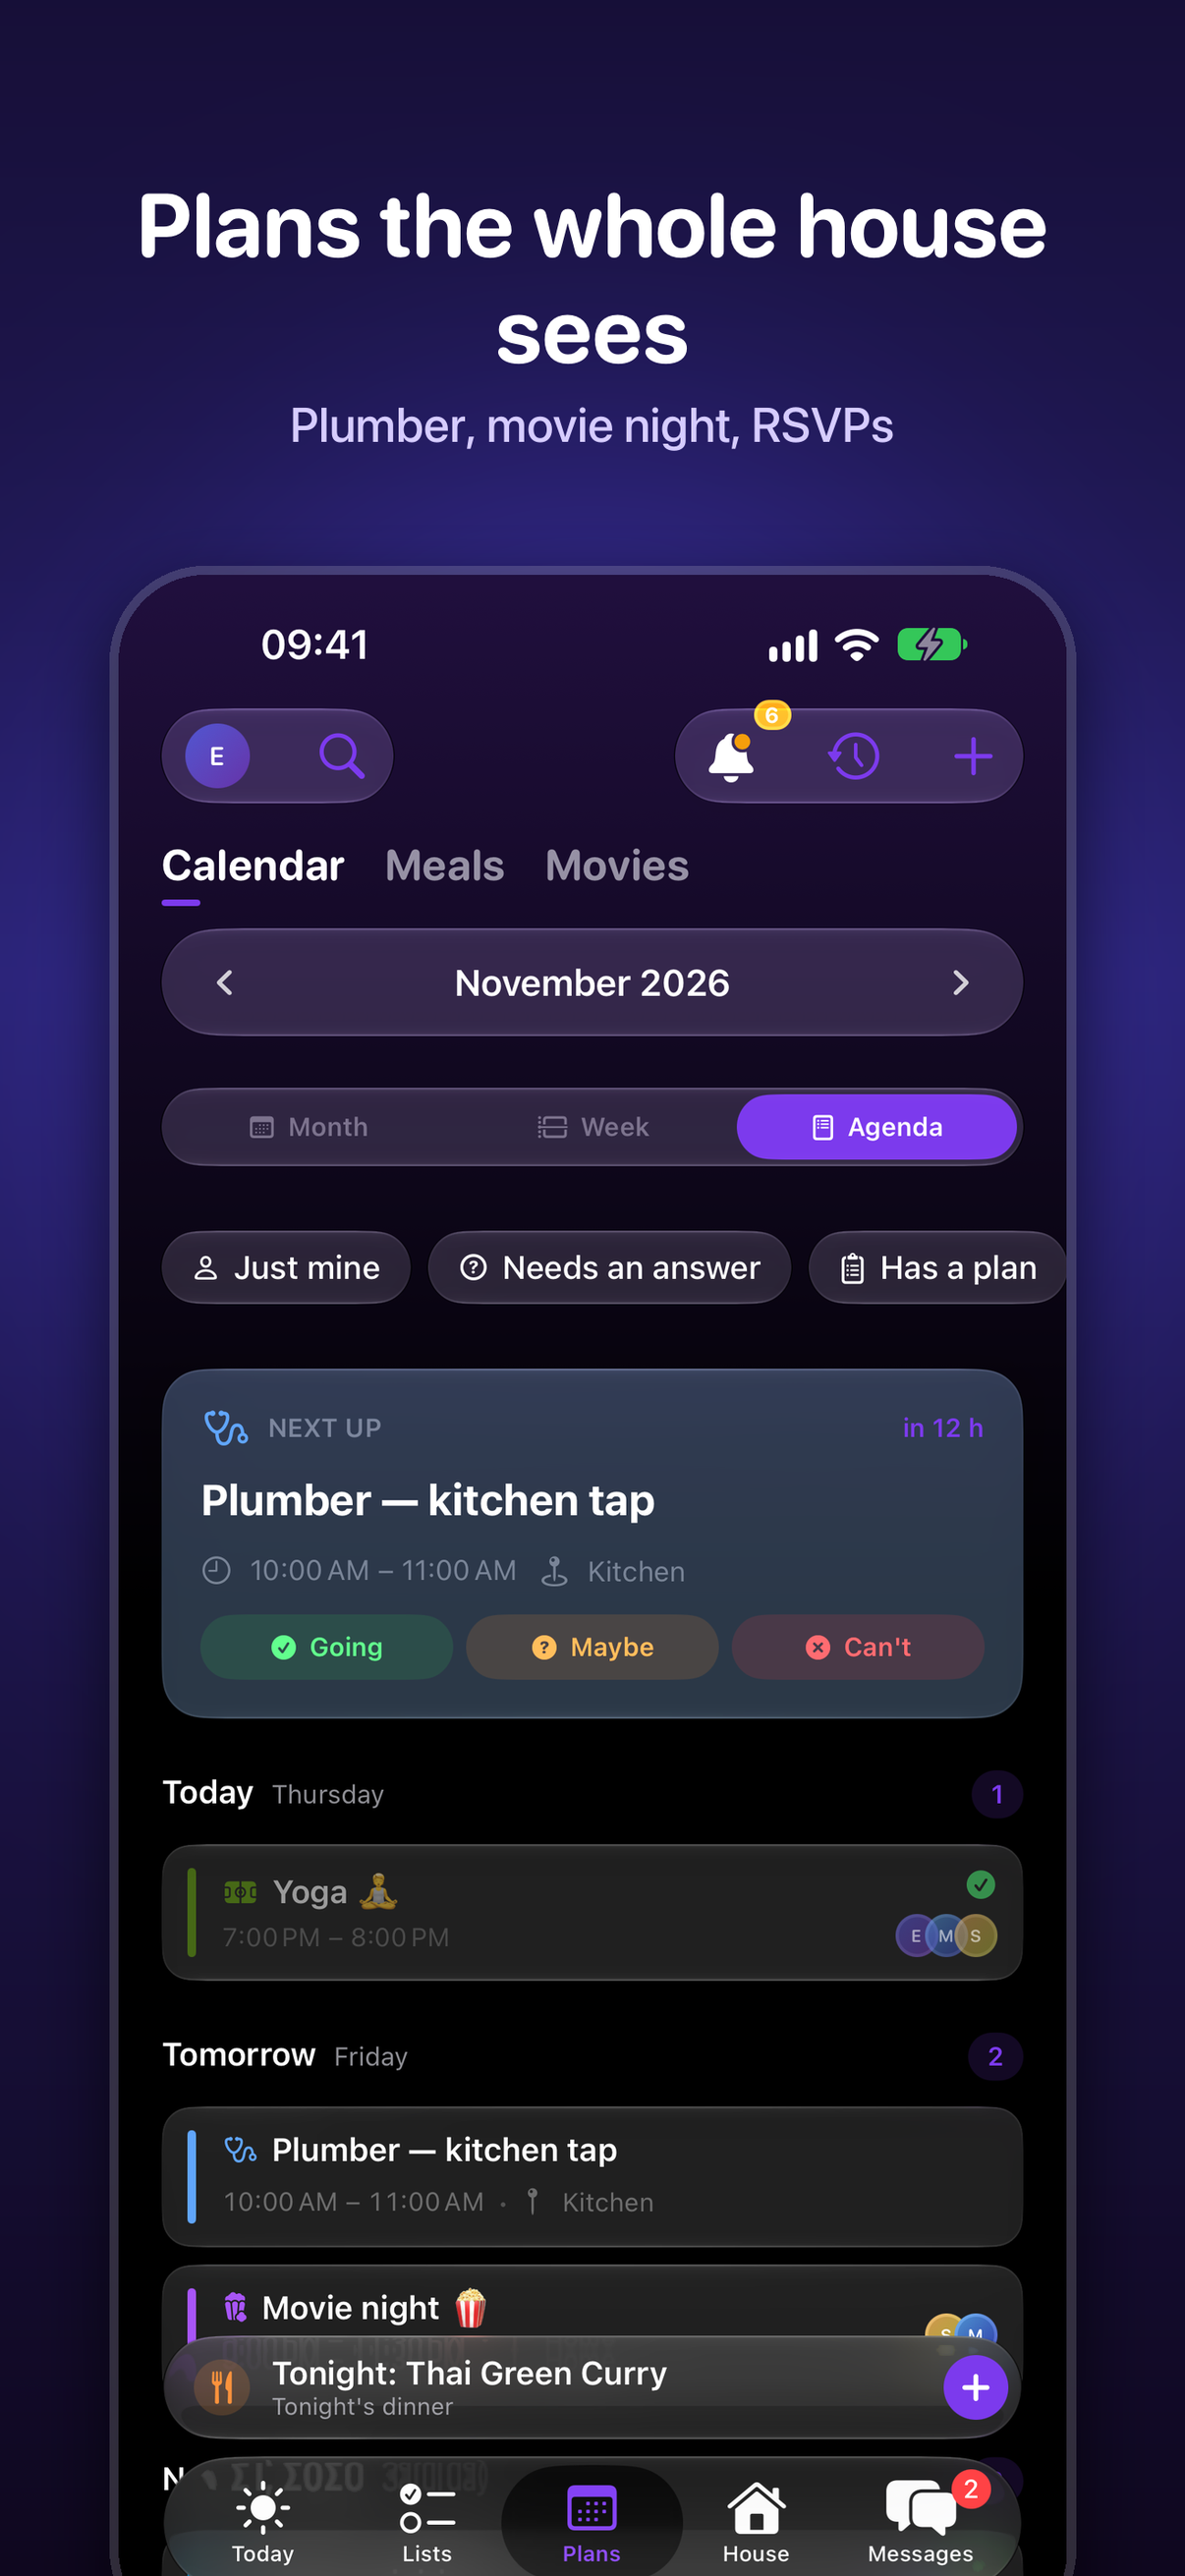 Plans the whole house
sees
Plumber, movie night, RSVPs
09:41
E
6
Calendar Meals Movies
November 2026
Month Week Agenda
Just mine Needs an answer Has a plan
NEXT UP in 12 h
Plumber — kitchen tap
10:00 AM – 11:00 AM Kitchen
Going Maybe Can't
Today Thursday 1
Yoga 🧘
7:00 PM – 8:00 PM E M S
Tomorrow Friday 2
Plumber — kitchen tap
10:00 AM – 11:00 AM · Kitchen
Movie night 🍿
S M
Tonight: Thai Green Curry
Tonight's dinner
2
Today Lists Plans House Messages